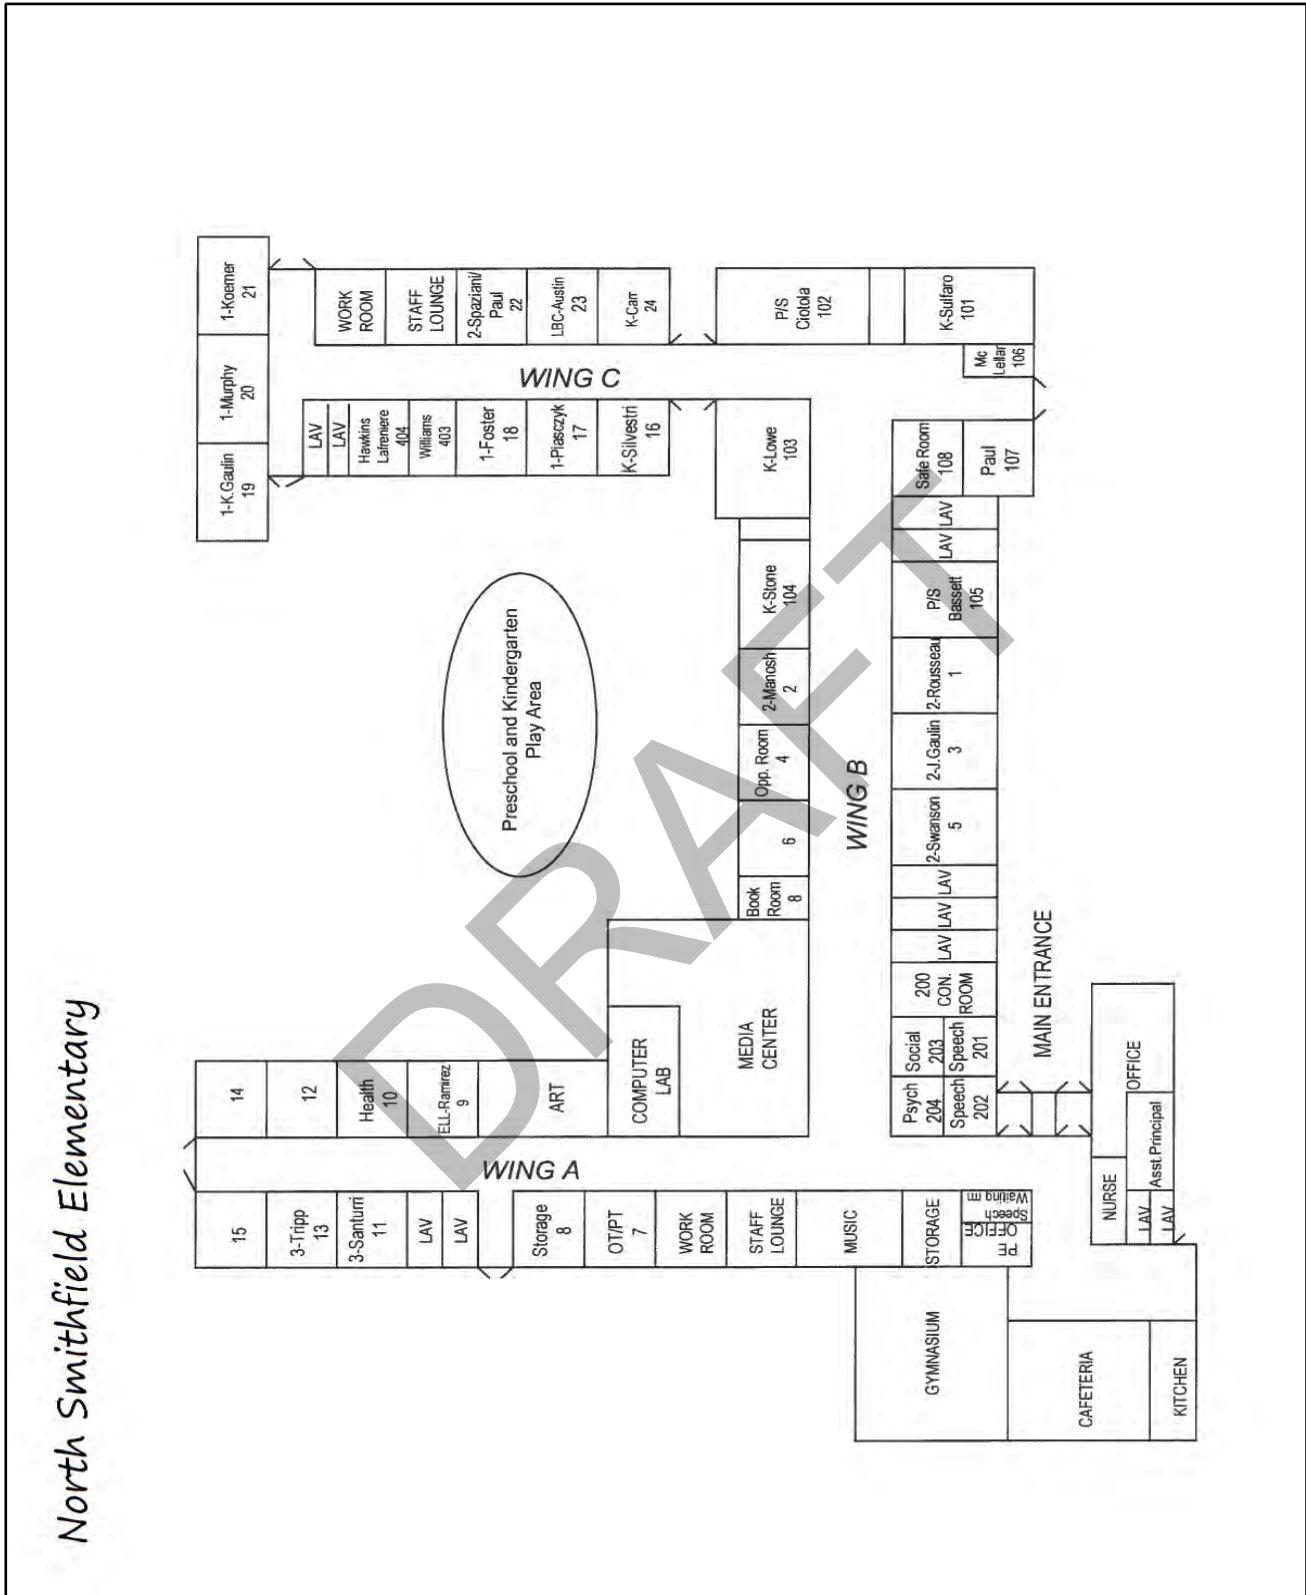 North Smithfield Elementary
15
3-Tripp
13
3-Santurri
11
LAV
LAV
Storage
8
OT/PT
7
WORK
ROOM
STAFF
LOUNGE
MUSIC
STORAGE
PE
OFFICE
Speech
Waiting rm
GYMNASIUM
CAFETERIA
KITCHEN
WING A
14
12
Health
10
ELL-Ramirez
9
ART
COMPUTER
LAB
MEDIA
CENTER
NURSE
LAV
LAV
Asst.Principal
OFFICE
MAIN ENTRANCE
Psych
204
Speech
202
Social
203
Speech
201
200
CON.
ROOM
LAV
LAV
LAV
2-Swanson
5
2-J.Gaulin
3
2-Rousseau
1
P/S
Bassett
105
LAV
LAV
Safe Room
108
Paul
107
WING B
Book
Room
8
6
Opp. Room
4
2-Manosh
2
K-Stone
104
K-Lowe
103
Preschool and Kindergarten
Play Area
1-K.Gaulin
19
1-Murphy
20
1-Koerner
21
LAV
LAV
Hawkins
Lafreniere
404
Williams
403
1-Foster
18
1-Piasczyk
17
K-Silvestri
16
WING C
WORK
ROOM
STAFF
LOUNGE
2-Spaziani/
Paul
22
LBC-Austin
23
K-Carr
24
P/S
Ciotola
102
K-Sulfaro
101
Mc
Lellan
106
DRAFT